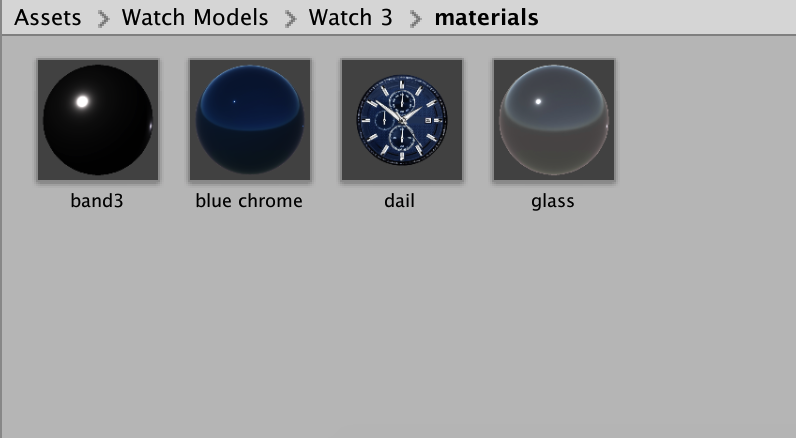 Assets Watch Models Watch 3 materials
band3 blue chrome dail glass